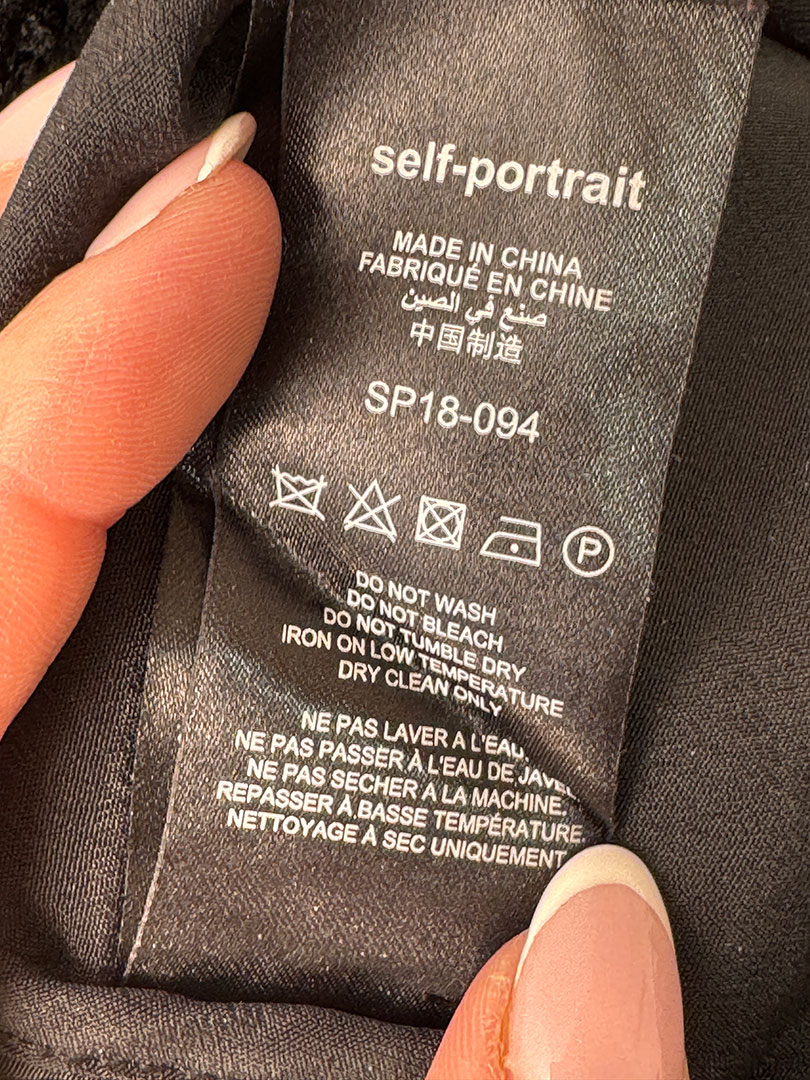 self-portrait
MADE IN CHINA
FABRIQUÉ EN CHINE
صنع في الصين
中国制造
SP18-094
P
DO NOT WASH
DO NOT BLEACH
DO NOT TUMBLE DRY
IRON ON LOW TEMPERATURE
DRY CLEAN ONLY
NE PAS LAVER A L'EAU,
NE PAS PASSER À L'EAU DE JAVEL
NE PAS SECHER A LA MACHINE,
REPASSER À BASSE TEMPÉRATURE,
NETTOYAGE À SEC UNIQUEMENT